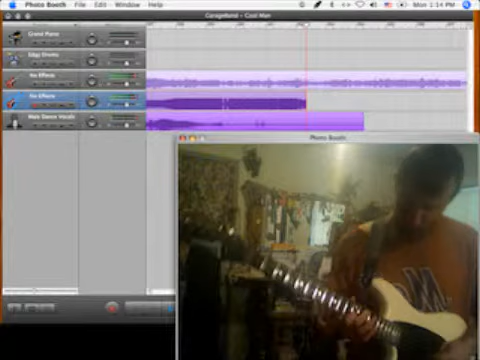 Photo Booth File Edit Window Help Mon 1:14 PM
GarageBand - Cool Man
Grand Piano
Edgy Drums
No Effects
No Effects
Male Dance Vocals
Photo Booth
M